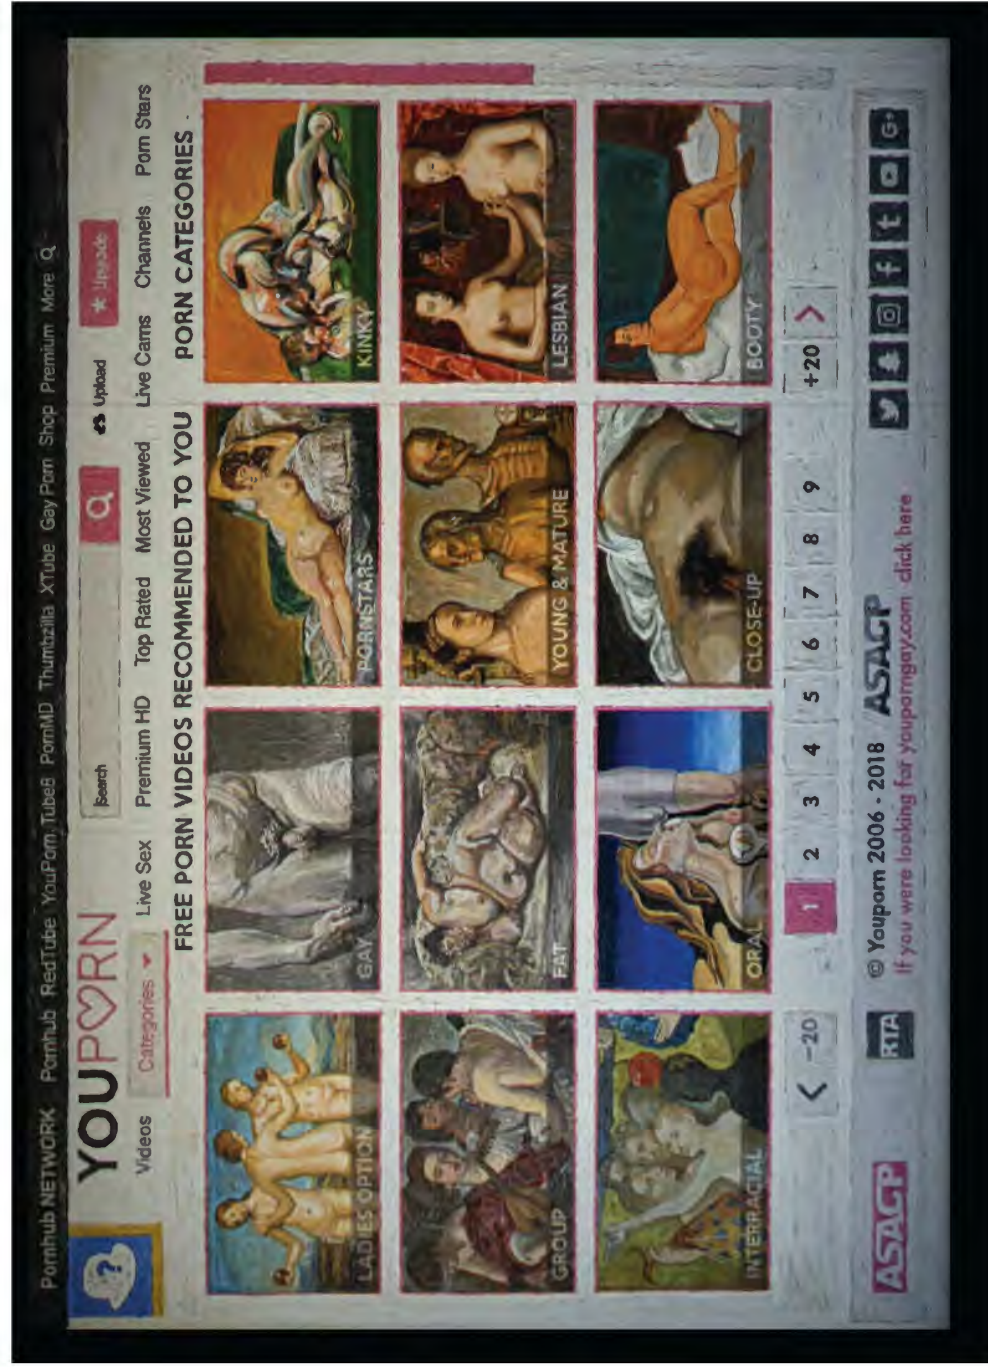 Pornhub NETWORK Pornhub RedTube YouPorn Tube8 PornMD Thumbzilla XTube Gay Porn Shop Premium More
?
YOUPORN
Search
Upload
★ Upgrade
Videos Categories Live Sex Premium HD Top Rated Most Viewed Live Cams Channels Porn Stars
FREE PORN VIDEOS RECOMMENDED TO YOU PORN CATEGORIES
LADIES OPTION GAY PORNSTARS KINKY
GROUP FAT YOUNG & MATURE LESBIAN
INTERRACIAL ORAL CLOSE-UP BOOTY
< -20 1 2 3 4 5 6 7 8 9 +20 >
ASACP RTA © Youporn 2006 - 2018 ASACP
If you were looking for youporngay.com click here
f t G+